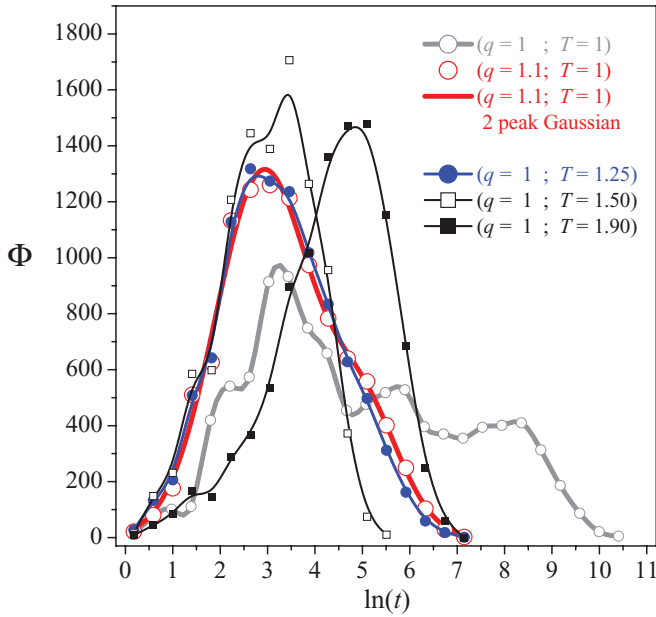 1800
1600
1400
1200
1000
800
600
400
200
0
Φ
(q = 1 ; T = 1)
(q = 1.1; T = 1)
(q = 1.1; T = 1)
2 peak Gaussian
(q = 1 ; T = 1.25)
(q = 1 ; T = 1.50)
(q = 1 ; T = 1.90)
0 1 2 3 4 5 6 7 8 9 10 11
ln(t)